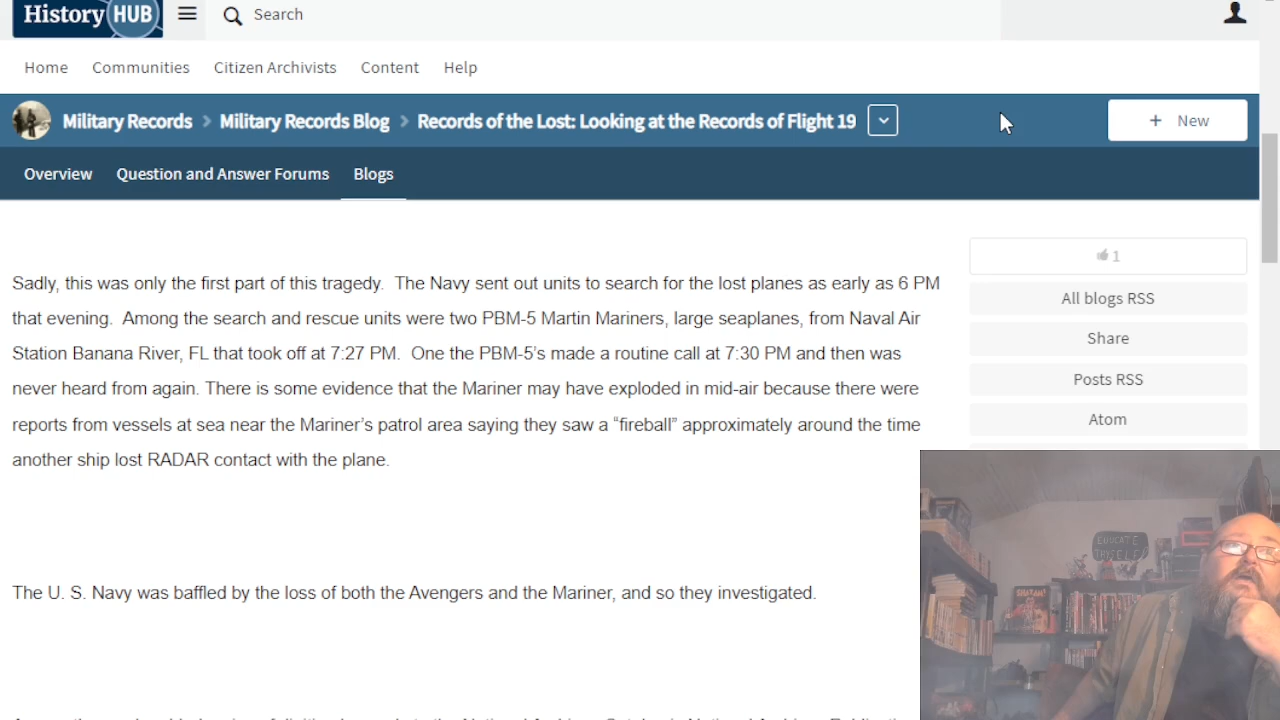 History HUB
Search
Home Communities Citizen Archivists Content Help
Military Records > Military Records Blog > Records of the Lost: Looking at the Records of Flight 19
+ New
Overview Question and Answer Forums Blogs
Sadly, this was only the first part of this tragedy.  The Navy sent out units to search for the lost planes as early as 6 PM
that evening.  Among the search and rescue units were two PBM-5 Martin Mariners, large seaplanes, from Naval Air
Station Banana River, FL that took off at 7:27 PM.  One the PBM-5’s made a routine call at 7:30 PM and then was
never heard from again. There is some evidence that the Mariner may have exploded in mid-air because there were
reports from vessels at sea near the Mariner’s patrol area saying they saw a “fireball” approximately around the time
another ship lost RADAR contact with the plane.
The U. S. Navy was baffled by the loss of both the Avengers and the Mariner, and so they investigated.
1
All blogs RSS
Share
Posts RSS
Atom
EDUCATE
THYSELF
SHAZAM!